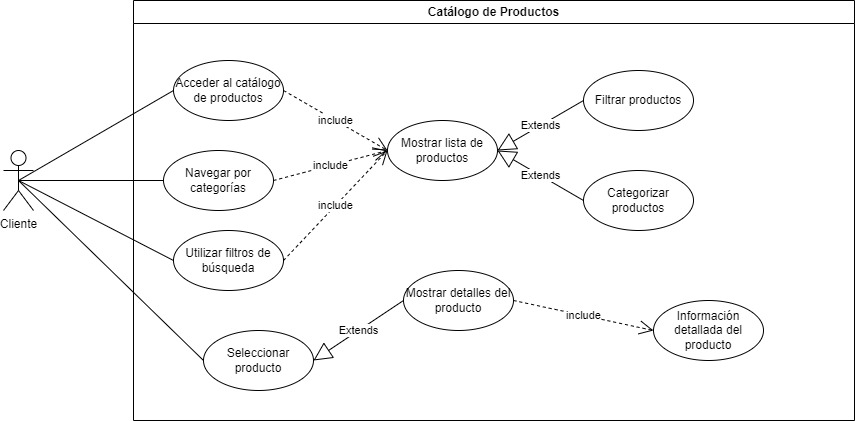 Catálogo de Productos
Acceder al catálogo
de productos
include
Mostrar lista de
productos
Extends
Filtrar productos
Navegar por
categorías
include
Extends
Categorizar
productos
Cliente
include
Utilizar filtros de
búsqueda
Mostrar detalles del
producto
include
Información
detallada del
producto
Extends
Seleccionar
producto